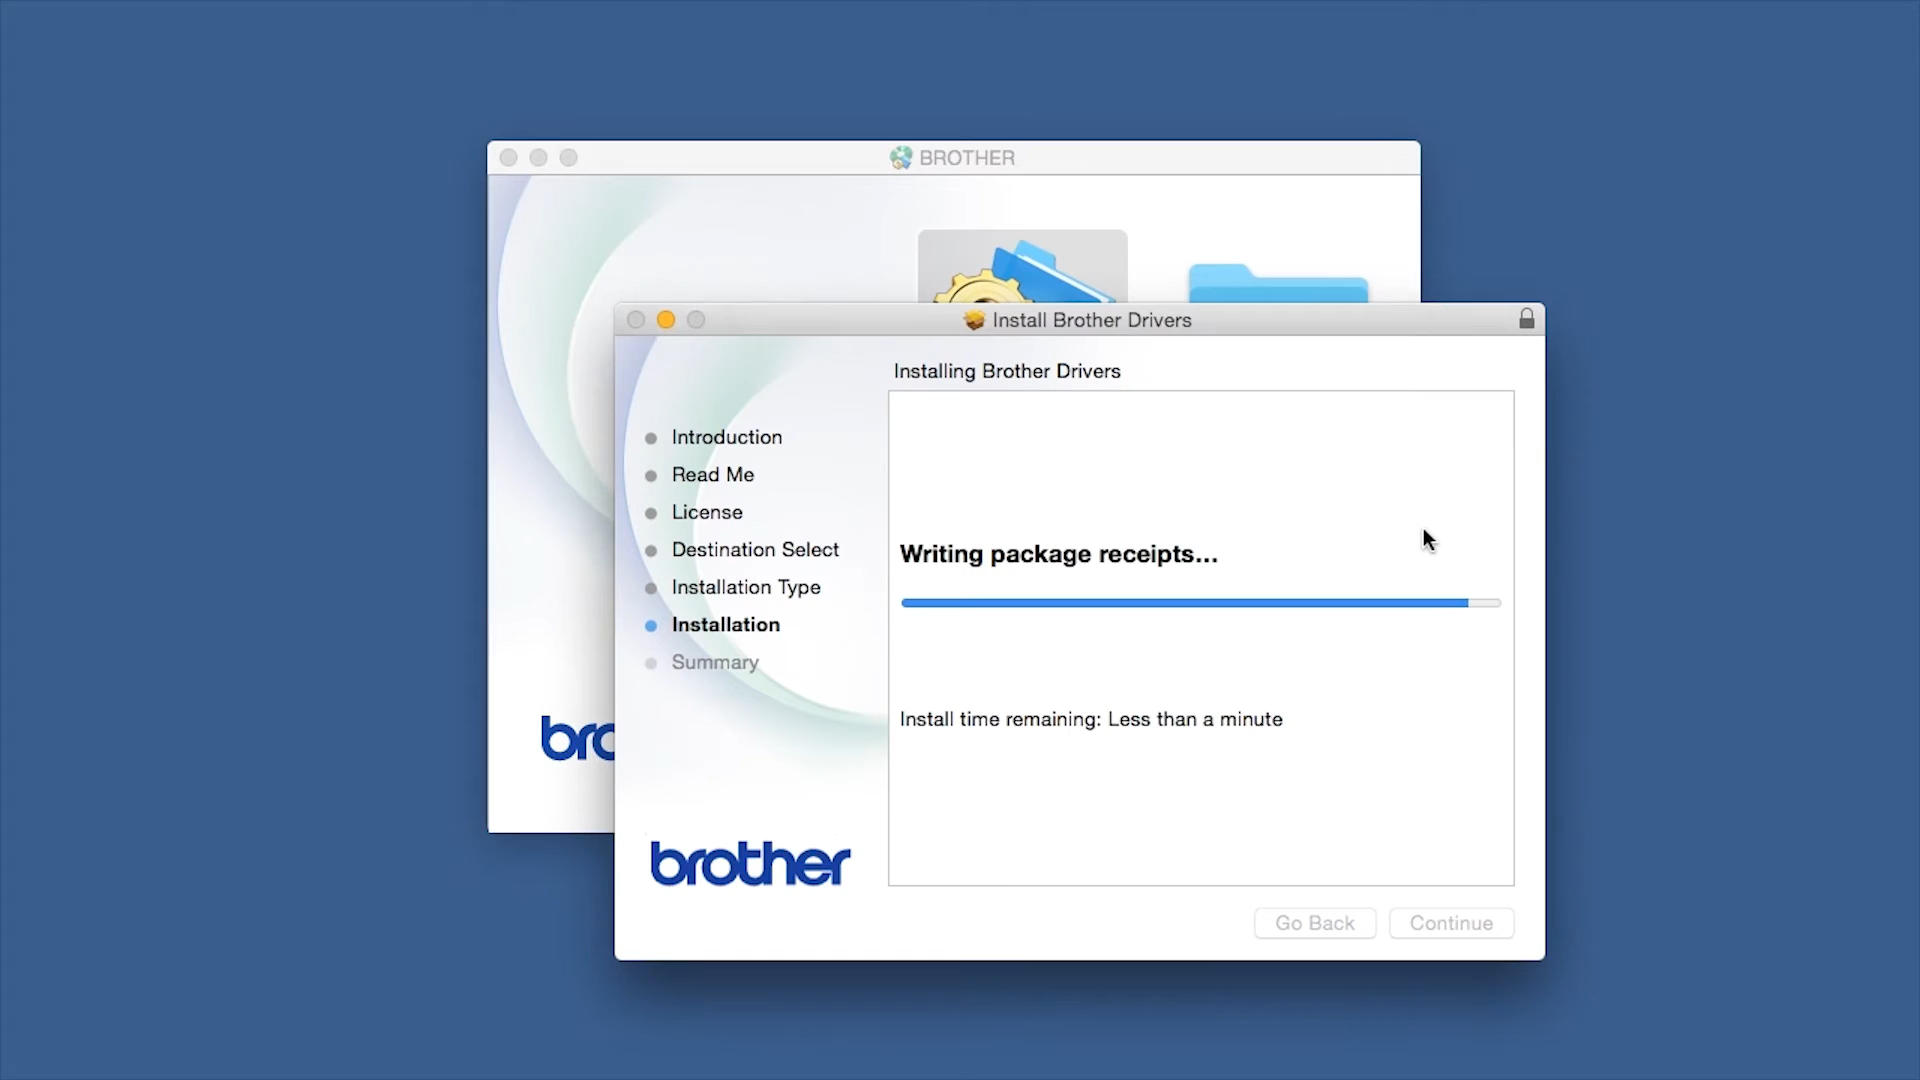 BROTHER
Install Brother Drivers
Installing Brother Drivers
Introduction
Read Me
License
Destination Select
Installation Type
Installation
Summary
Writing package receipts...
Install time remaining: Less than a minute
bro
brother
Go Back
Continue